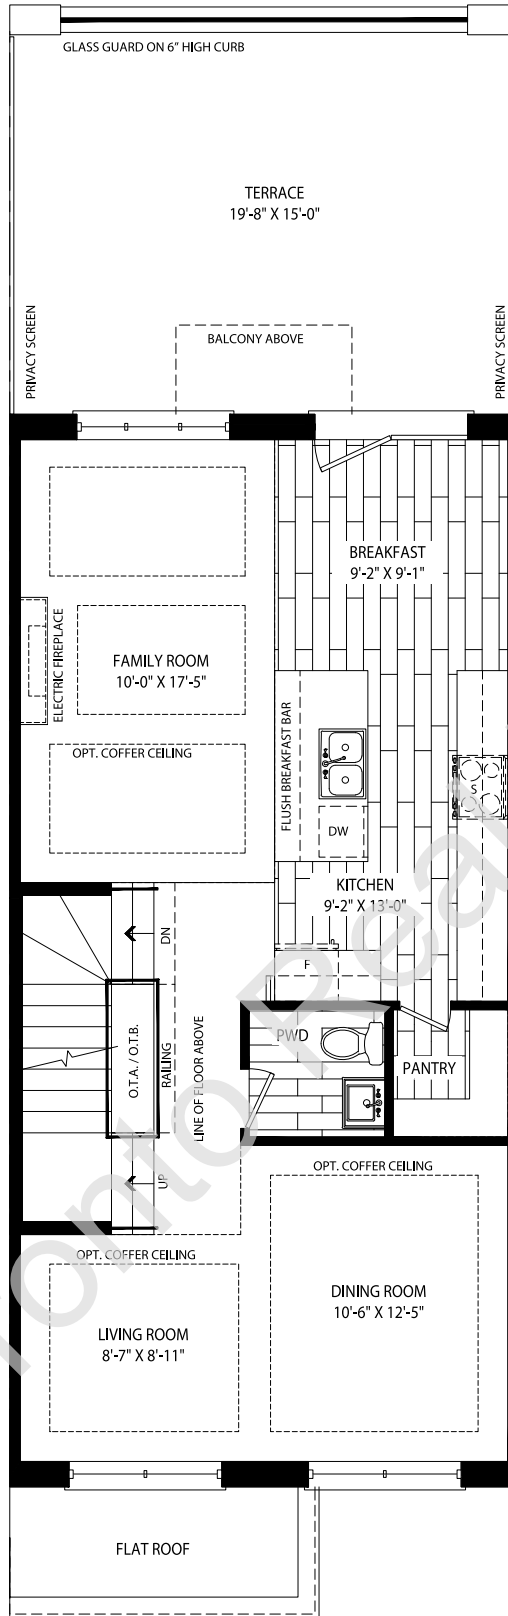 GLASS GUARD ON 6" HIGH CURB
TERRACE
19'-8" X 15'-0"
PRIVACY SCREEN
PRIVACY SCREEN
BALCONY ABOVE
BREAKFAST
9'-2" X 9'-1"
ELECTRIC FIREPLACE
FAMILY ROOM
10'-0" X 17'-5"
OPT. COFFER CEILING
FLUSH BREAKFAST BAR
DW
S
KITCHEN
9'-2" X 13'-0"
DN
F
O.T.A. / O.T.B.
RAILING
LINE OF FLOOR ABOVE
PWD
PANTRY
UP
OPT. COFFER CEILING
OPT. COFFER CEILING
DINING ROOM
10'-6" X 12'-5"
LIVING ROOM
8'-7" X 8'-11"
FLAT ROOF